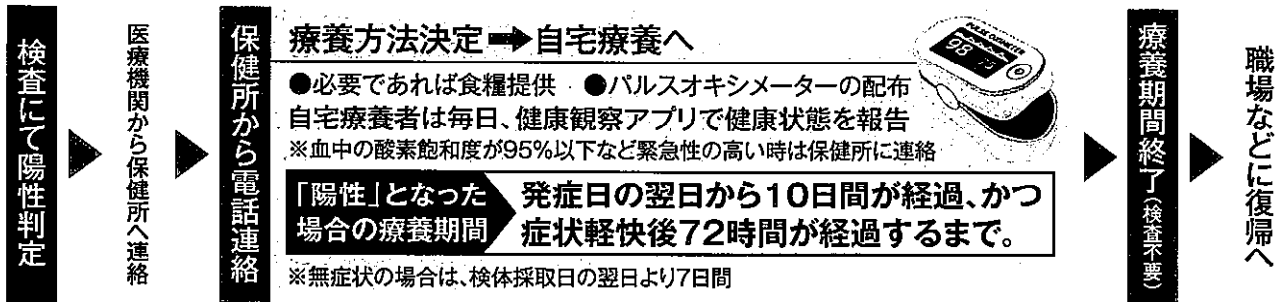 検査にて陽性判定
医療機関から保健所へ連絡
保健所から電話連絡
療養方法決定➡自宅療養へ
●必要であれば食糧提供 ●パルスオキシメーターの配布
自宅療養者は毎日、健康観察アプリで健康状態を報告
※血中の酸素飽和度が95%以下など緊急性の高い時は保健所に連絡
「陽性」となった
場合の療養期間
発症日の翌日から10日間が経過、かつ
症状軽快後72時間が経過するまで。
※無症状の場合は、検体採取日の翌日より7日間
98
療養期間終了(検査不要)
職場などに復帰へ